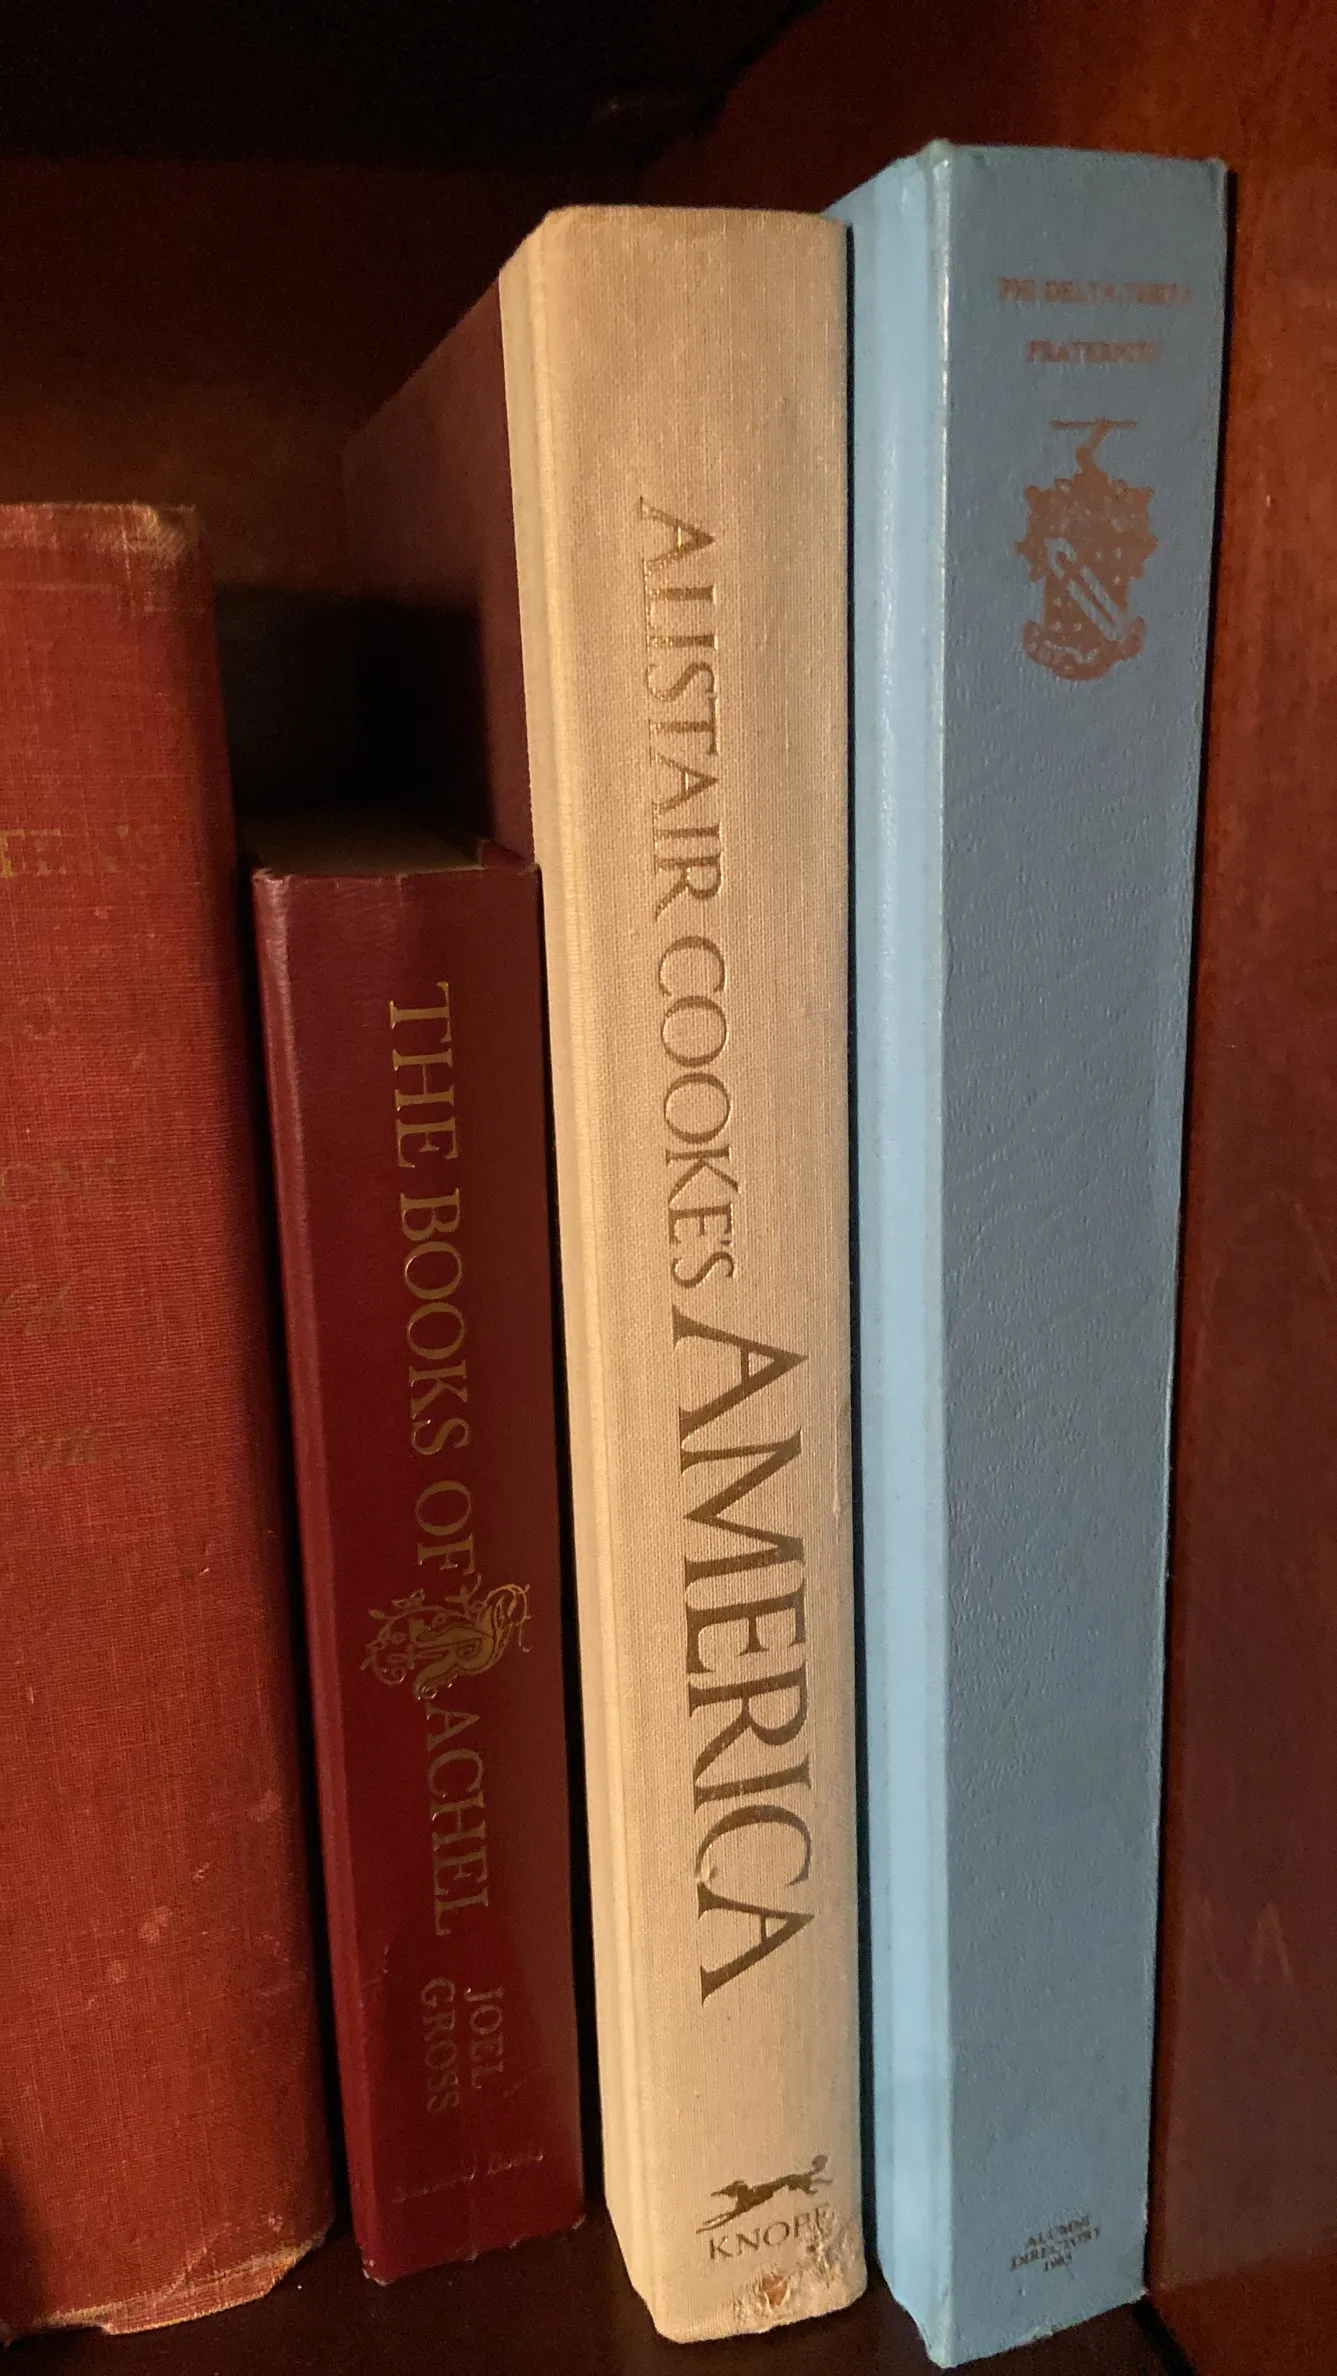 THE BOOKS OF RACHEL
JOEL
GROSS
ALISTAIR COOKE'S AMERICA
KNOPF
PHI DELTA THETA
FRATERNITY
ALUMNI
DIRECTORY